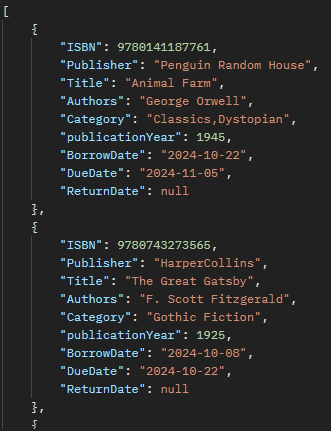 [
{
"ISBN": 9780141187761,
"Publisher": "Penguin Random House",
"Title": "Animal Farm",
"Authors": "George Orwell",
"Category": "Classics,Dystopian",
"publicationYear": 1945,
"BorrowDate": "2024-10-22",
"DueDate": "2024-11-05",
"ReturnDate": null
},
{
"ISBN": 9780743273565,
"Publisher": "HarperCollins",
"Title": "The Great Gatsby",
"Authors": "F. Scott Fitzgerald",
"Category": "Gothic Fiction",
"publicationYear": 1925,
"BorrowDate": "2024-10-08",
"DueDate": "2024-10-22",
"ReturnDate": null
},
{